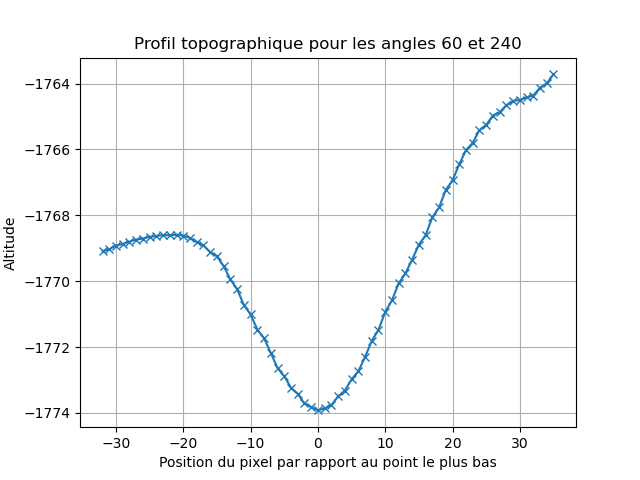 Profil topographique pour les angles 60 et 240
Altitude
−1764
−1766
−1768
−1770
−1772
−1774
−30 −20 −10 0 10 20 30
Position du pixel par rapport au point le plus bas